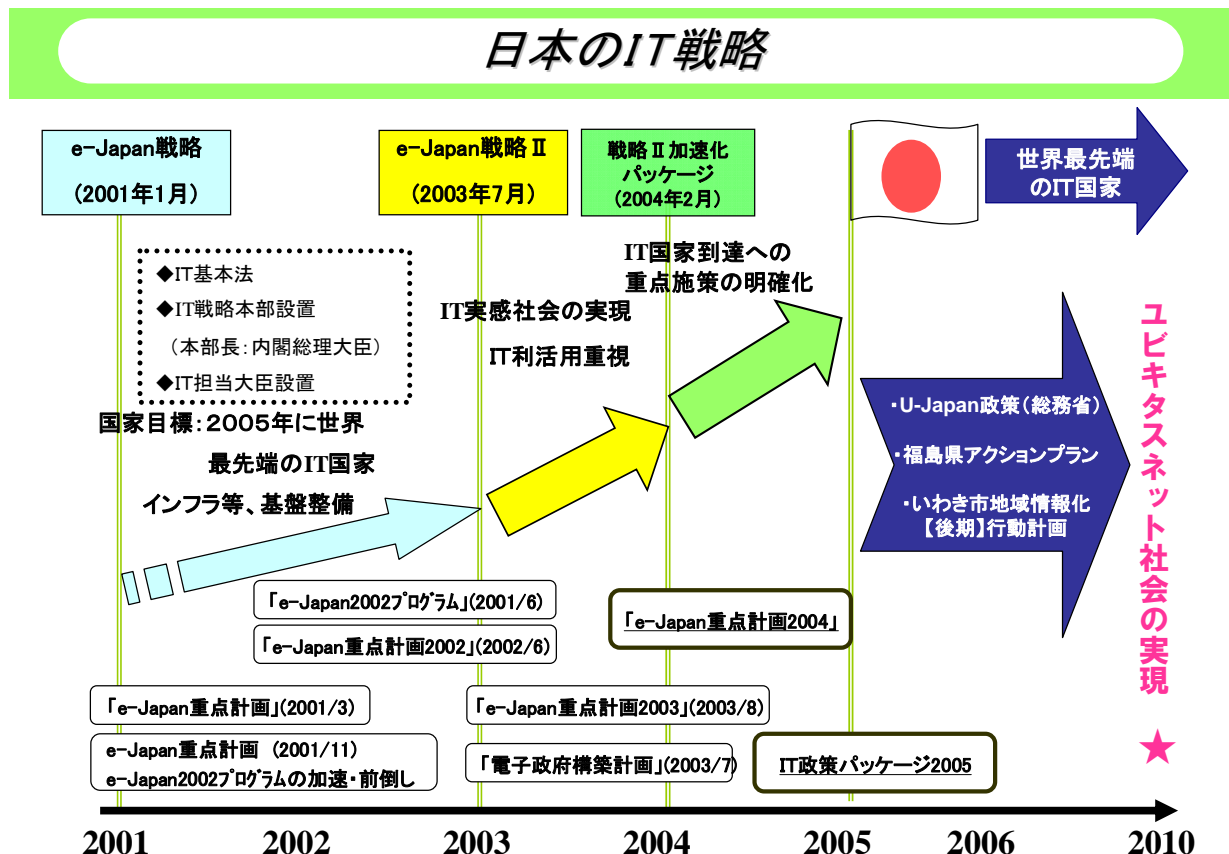 日本のIT戦略
e-Japan戦略
(2001年1月)
e-Japan戦略Ⅱ
(2003年7月)
戦略Ⅱ加速化
パッケージ
(2004年2月)
世界最先端
のIT国家
◆IT基本法
◆IT戦略本部設置
（本部長：内閣総理大臣）
◆IT担当大臣設置
国家目標：2005年に世界
最先端のIT国家
インフラ等、基盤整備
IT実感社会の実現
IT利活用重視
IT国家到達への
重点施策の明確化
・U-Japan政策（総務省）
・福島県アクションプラン
・いわき市地域情報化
【後期】行動計画
ユビキタスネット社会の実現
★
「e-Japan2002ﾌﾟﾛｸﾞﾗﾑ」(2001/6)
「e-Japan重点計画2002」(2002/6)
「e-Japan重点計画2004」
「e-Japan重点計画」(2001/3)
「e-Japan重点計画2003」(2003/8)
e-Japan重点計画 (2001/11)
e-Japan2002ﾌﾟﾛｸﾞﾗﾑの加速・前倒し
「電子政府構築計画」(2003/7)
IT政策パッケージ2005
2001 2002 2003 2004 2005 2006 2010